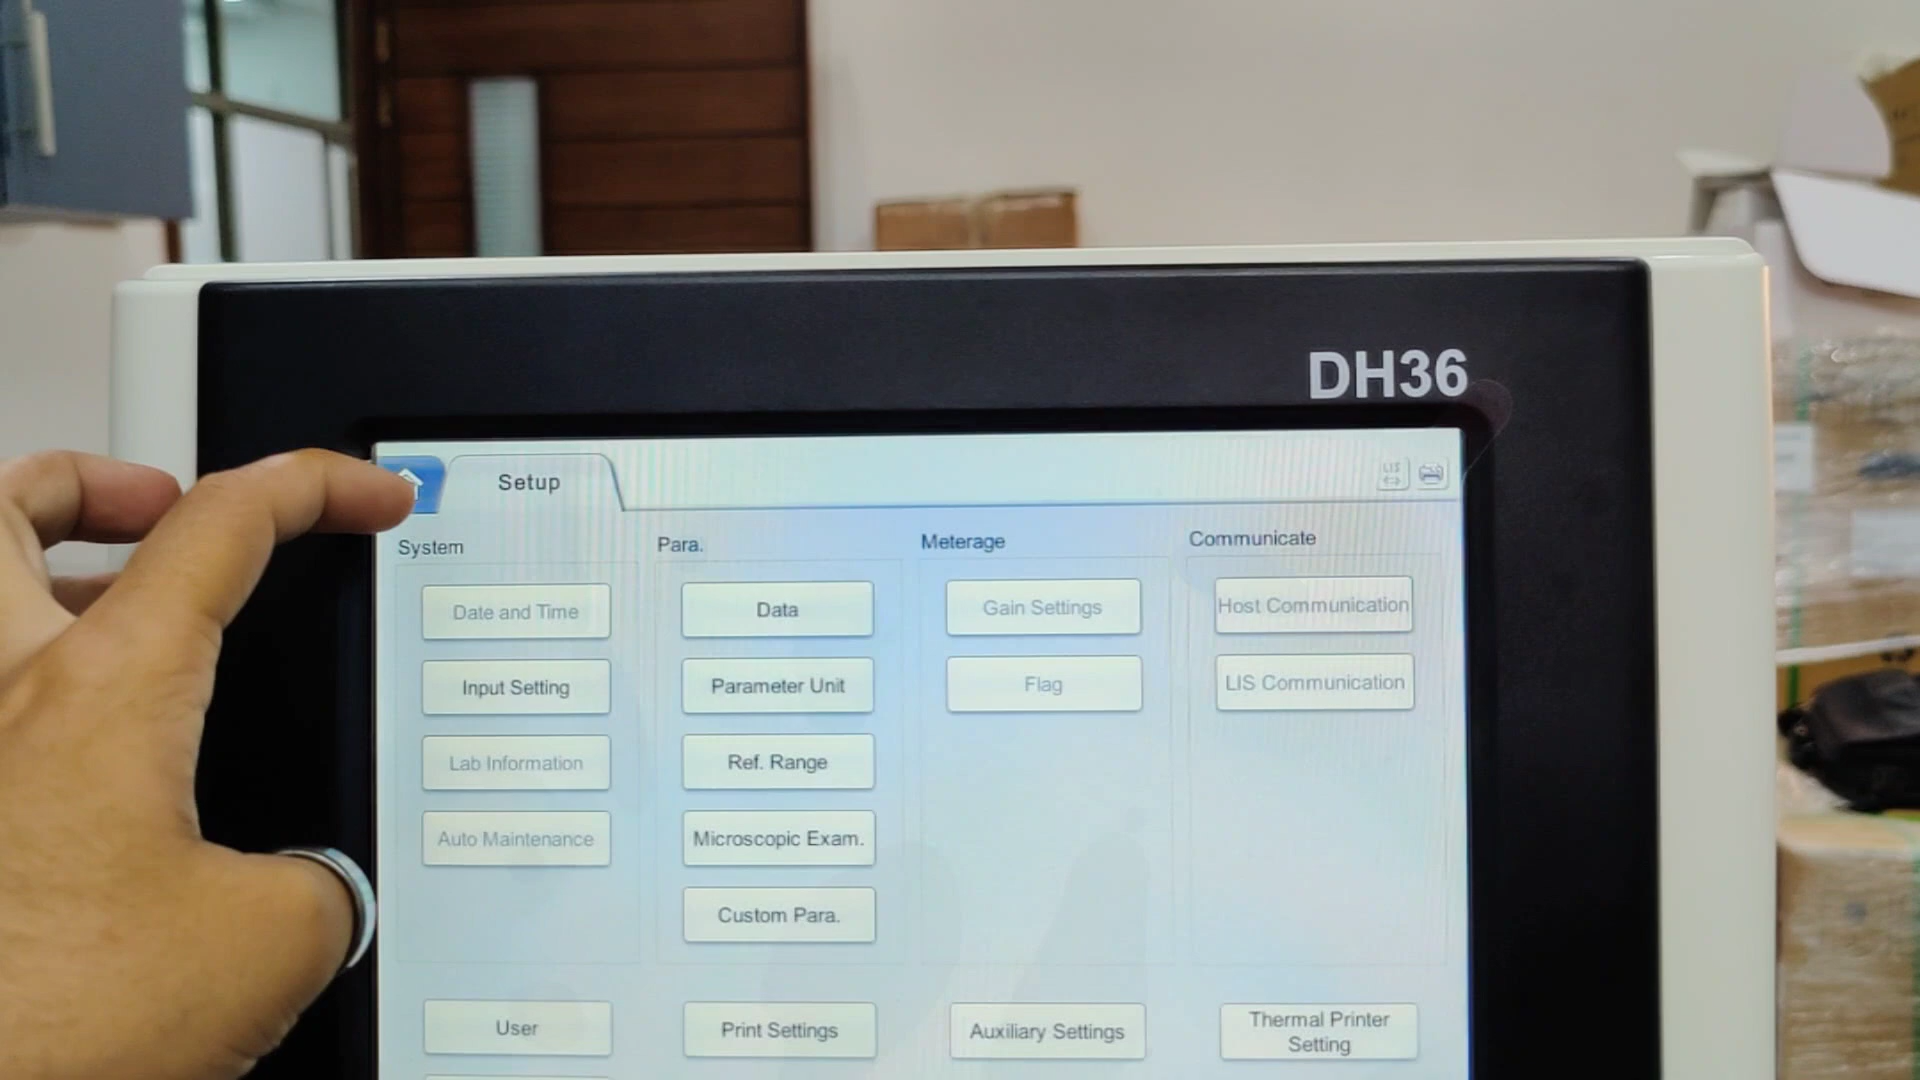 DH36
Setup
LIS
System
Para.
Meterage
Communicate
Date and Time
Data
Gain Settings
Host Communication
Input Setting
Parameter Unit
Flag
LIS Communication
Lab Information
Ref. Range
Auto Maintenance
Microscopic Exam.
Custom Para.
User
Print Settings
Auxiliary Settings
Thermal Printer
Setting